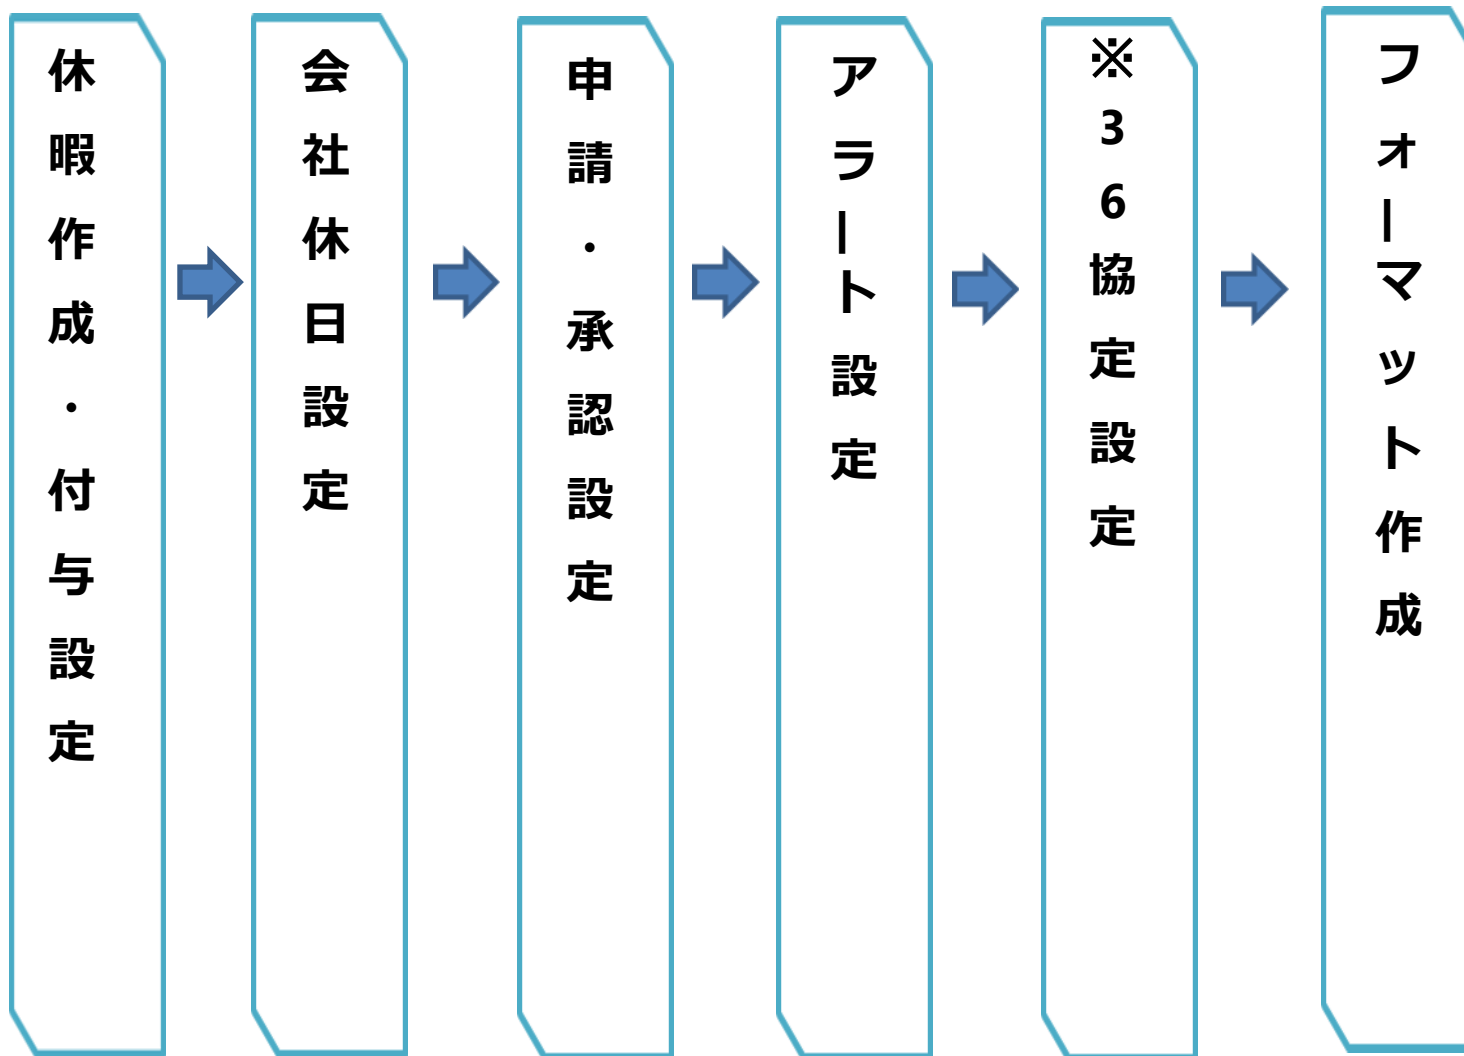 休暇作成・付与設定
会社休日設定
申請・承認設定
アラート設定
※36協定設定
フォーマット作成